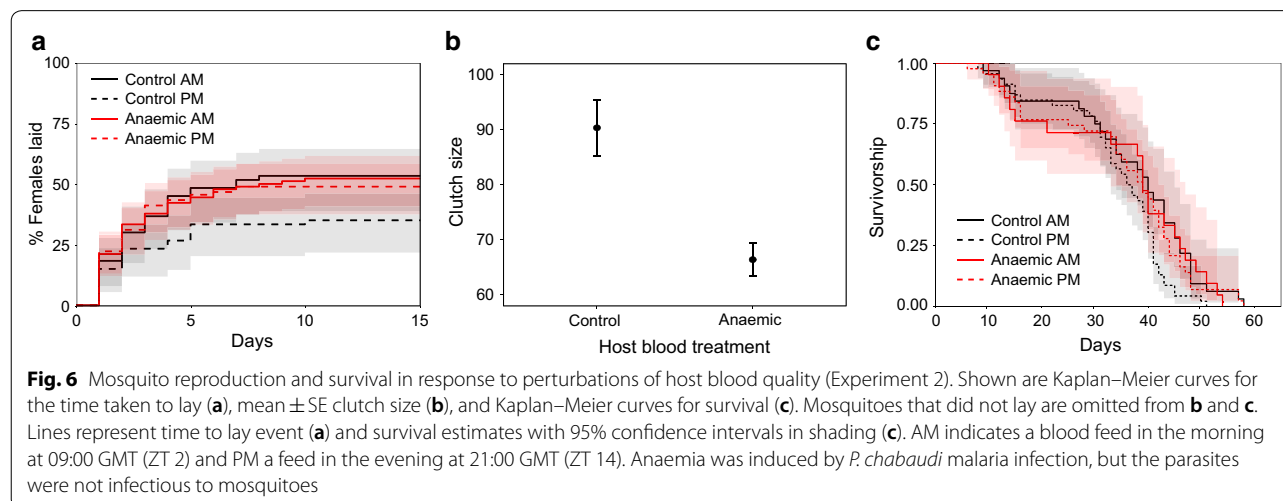 a
100
75
50
25
0
% Females laid
Control AM
Control PM
Anaemic AM
Anaemic PM
0 5 10 15
Days
b
100
90
80
70
60
Clutch size
Control Anaemic
Host blood treatment
c
1.00
0.75
0.50
0.25
0.00
Survivorship
Control AM
Control PM
Anaemic AM
Anaemic PM
0 10 20 30 40 50 60
Days
Fig. 6 Mosquito reproduction and survival in response to perturbations of host blood quality (Experiment 2). Shown are Kaplan–Meier curves for
the time taken to lay (a), mean ± SE clutch size (b), and Kaplan–Meier curves for survival (c). Mosquitoes that did not lay are omitted from b and c.
Lines represent time to lay event (a) and survival estimates with 95% confidence intervals in shading (c). AM indicates a blood feed in the morning
at 09:00 GMT (ZT 2) and PM a feed in the evening at 21:00 GMT (ZT 14). Anaemia was induced by P. chabaudi malaria infection, but the parasites
were not infectious to mosquitoes